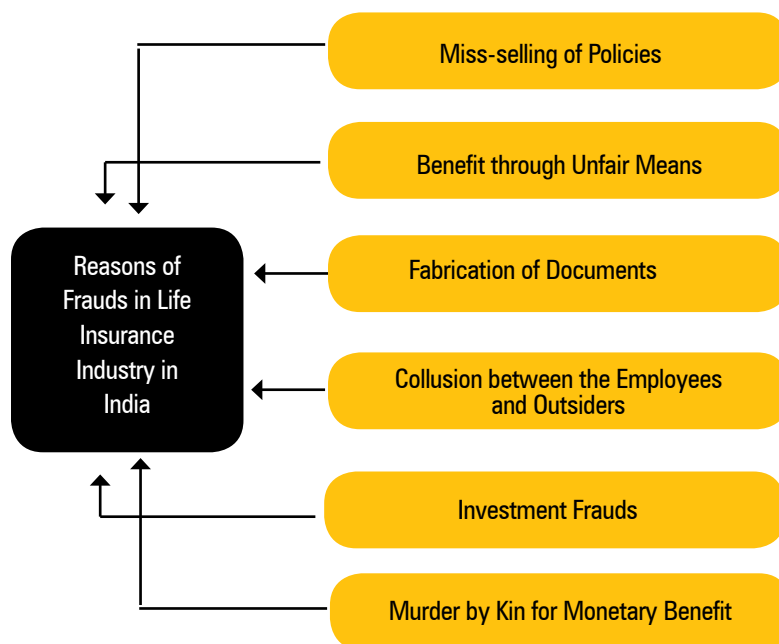 Miss-selling of Policies
Benefit through Unfair Means
Reasons of
Frauds in Life
Insurance
Industry in
India
Fabrication of Documents
Collusion between the Employees
and Outsiders
Investment Frauds
Murder by Kin for Monetary Benefit